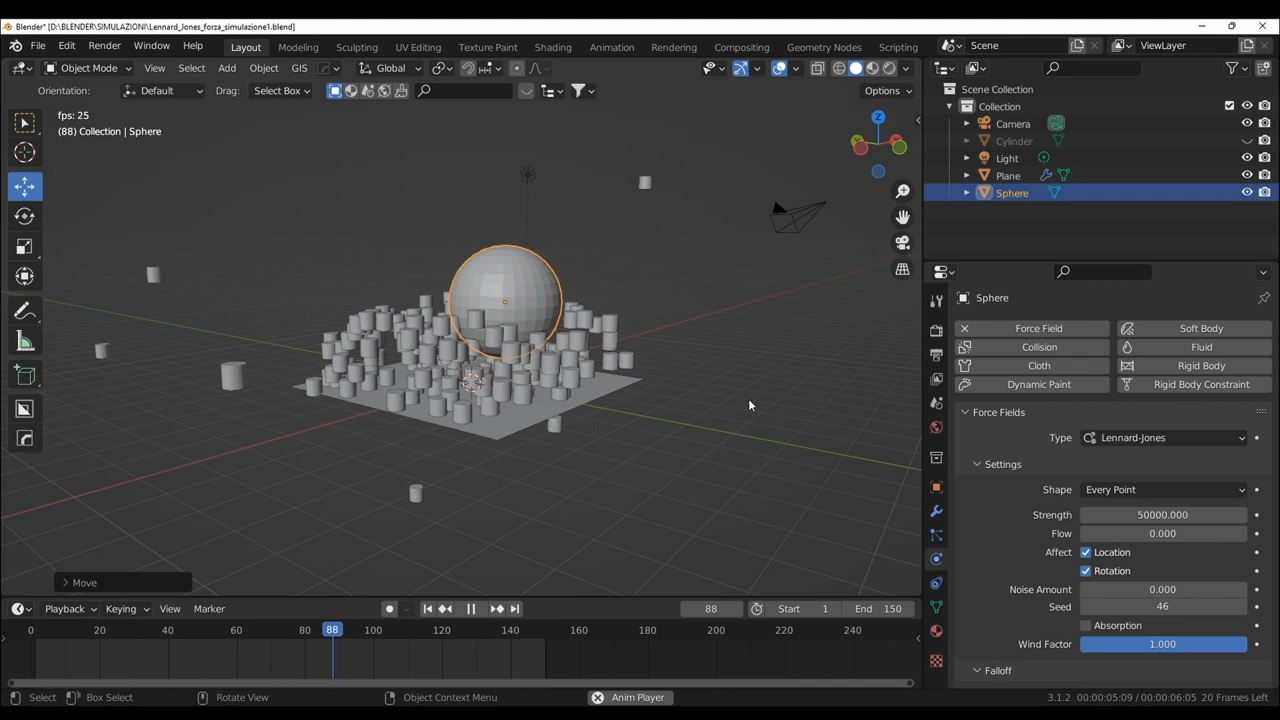 Blender* [D:\BLENDER\SIMULAZIONI\Lennard_Jones_forza_simulazione1.blend]
File Edit Render Window Help Layout Modeling Sculpting UV Editing Texture Paint Shading Animation Rendering Compositing Geometry Nodes Scripting Scene ViewLayer
Object Mode View Select Add Object GIS Global
Orientation: Default Drag: Select Box Options
fps: 25
(88) Collection | Sphere
Z
Move
Scene Collection
Collection
Camera
Cylinder
Light
Plane
Sphere
Sphere
Force Field Soft Body
Collision Fluid
Cloth Rigid Body
Dynamic Paint Rigid Body Constraint
Force Fields
Type Lennard-Jones
Settings
Shape Every Point
Strength 50000.000
Flow 0.000
Affect Location
Rotation
Noise Amount 0.000
Seed 46
Absorption
Wind Factor 1.000
Falloff
Playback Keying View Marker 88 Start 1 End 150
0 20 40 60 80 88 100 120 140 160 180 200 220 240
Select Box Select Rotate View Object Context Menu Anim Player 3.1.2 00:00:05:09 / 00:00:06:05 20 Frames Left